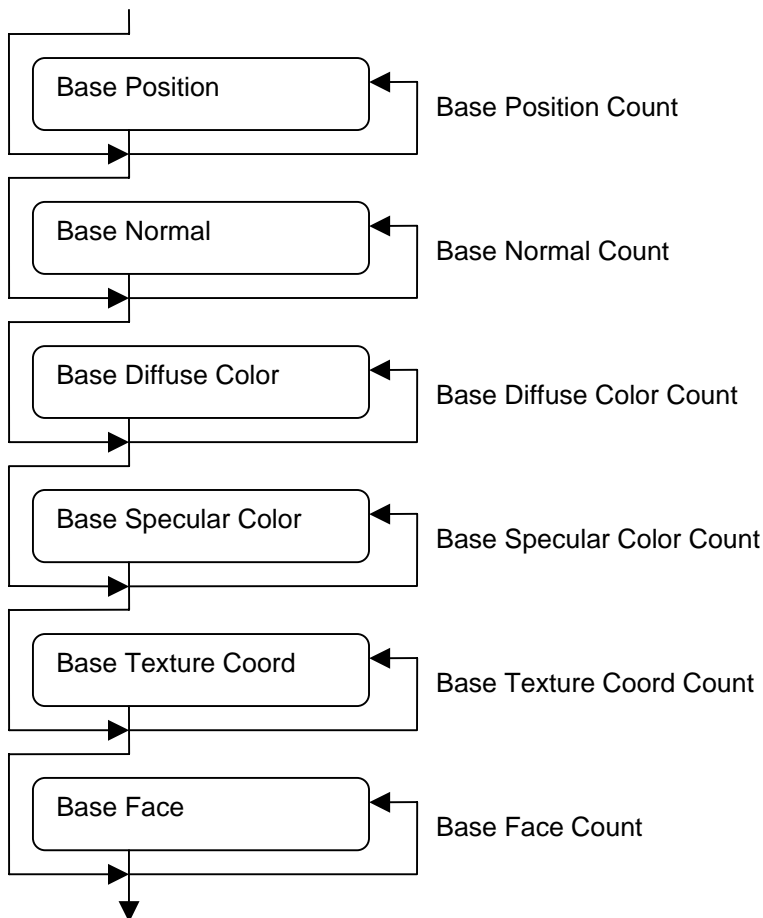 Base Position
Base Position Count
Base Normal
Base Normal Count
Base Diffuse Color
Base Diffuse Color Count
Base Specular Color
Base Specular Color Count
Base Texture Coord
Base Texture Coord Count
Base Face
Base Face Count